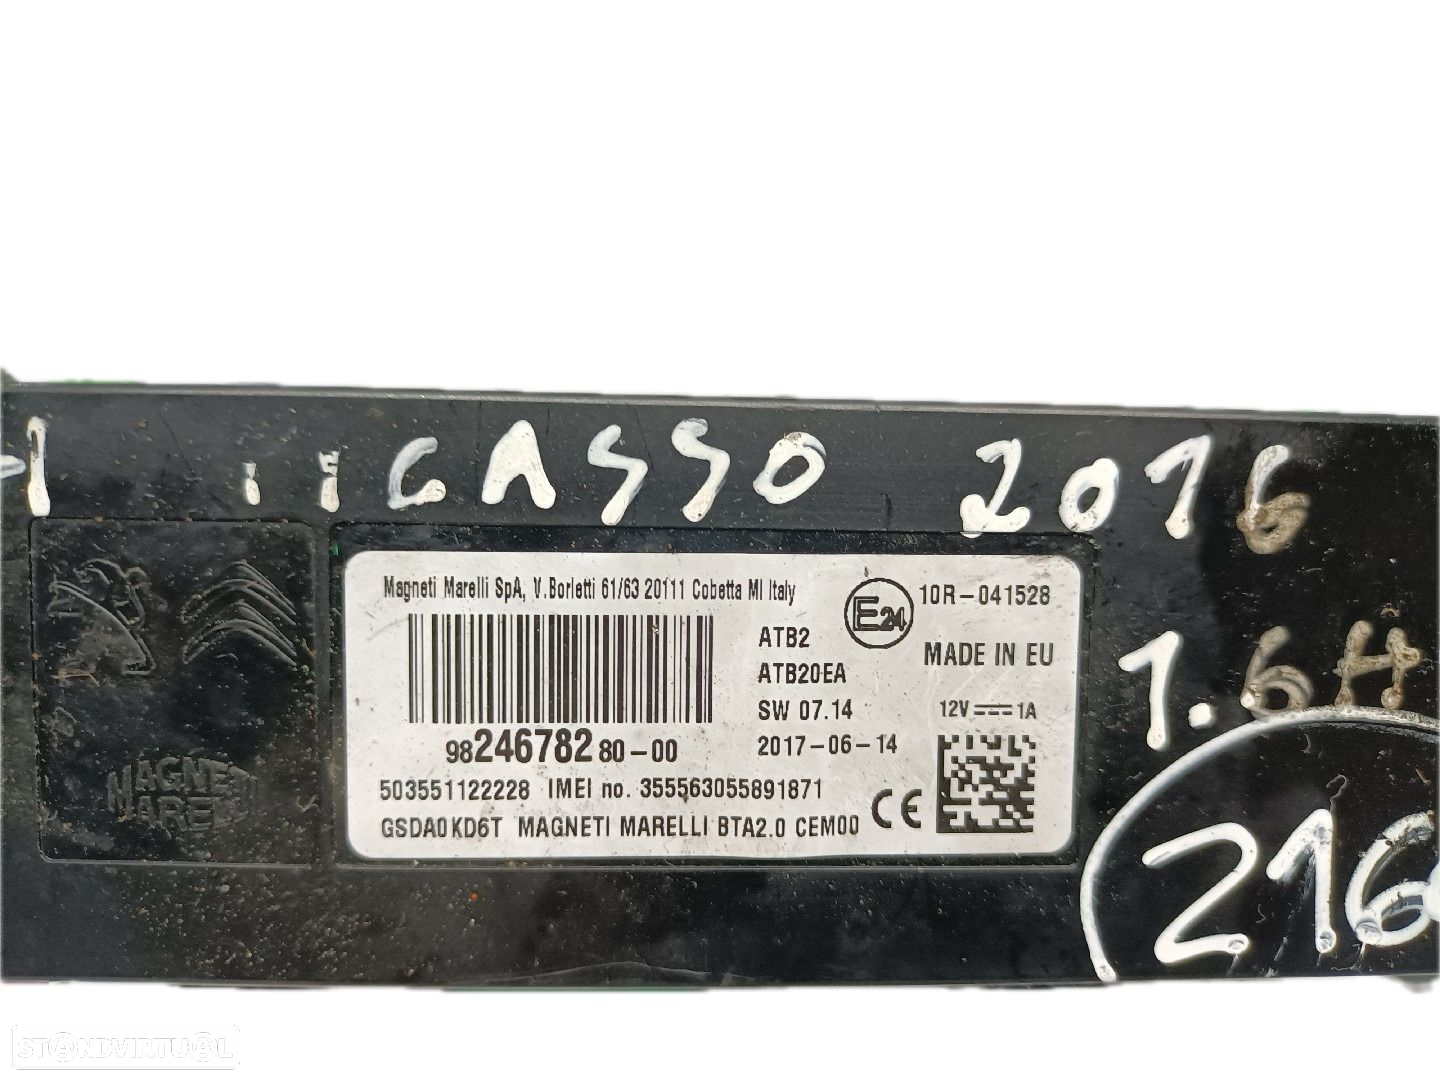 2016
1.6H
Magneti Marelli SpA, V.Borletti 61/63 20111 Cobetta MI Italy
E24
10R-041528
ATB2
MADE IN EU
ATB20EA
SW 07.14
12V 1A
9824678280-00
2017-06-14
503551122228 IMEI no. 355563055891871
CE
GSDA0KD6T MAGNETI MARELLI BTA2.0 CEM00
MAGNETI
MARELLI
STANDVIRTUAL